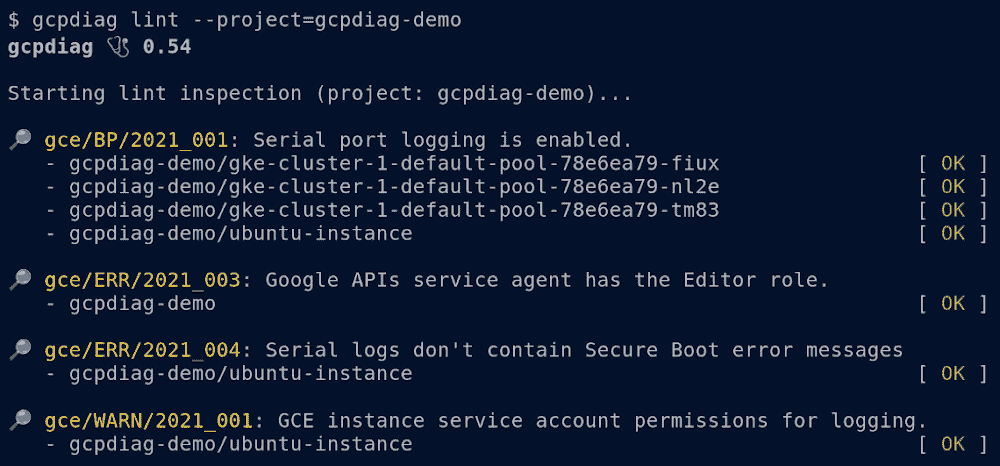 $ gcpdiag lint --project=gcpdiag-demo
gcpdiag 🩺 0.54
Starting lint inspection (project: gcpdiag-demo)...
🔎 gce/BP/2021_001: Serial port logging is enabled.
- gcpdiag-demo/gke-cluster-1-default-pool-78e6ea79-fiux [ OK ]
- gcpdiag-demo/gke-cluster-1-default-pool-78e6ea79-nl2e [ OK ]
- gcpdiag-demo/gke-cluster-1-default-pool-78e6ea79-tm83 [ OK ]
- gcpdiag-demo/ubuntu-instance [ OK ]
🔎 gce/ERR/2021_003: Google APIs service agent has the Editor role.
- gcpdiag-demo [ OK ]
🔎 gce/ERR/2021_004: Serial logs don't contain Secure Boot error messages
- gcpdiag-demo/ubuntu-instance [ OK ]
🔎 gce/WARN/2021_001: GCE instance service account permissions for logging.
- gcpdiag-demo/ubuntu-instance [ OK ]